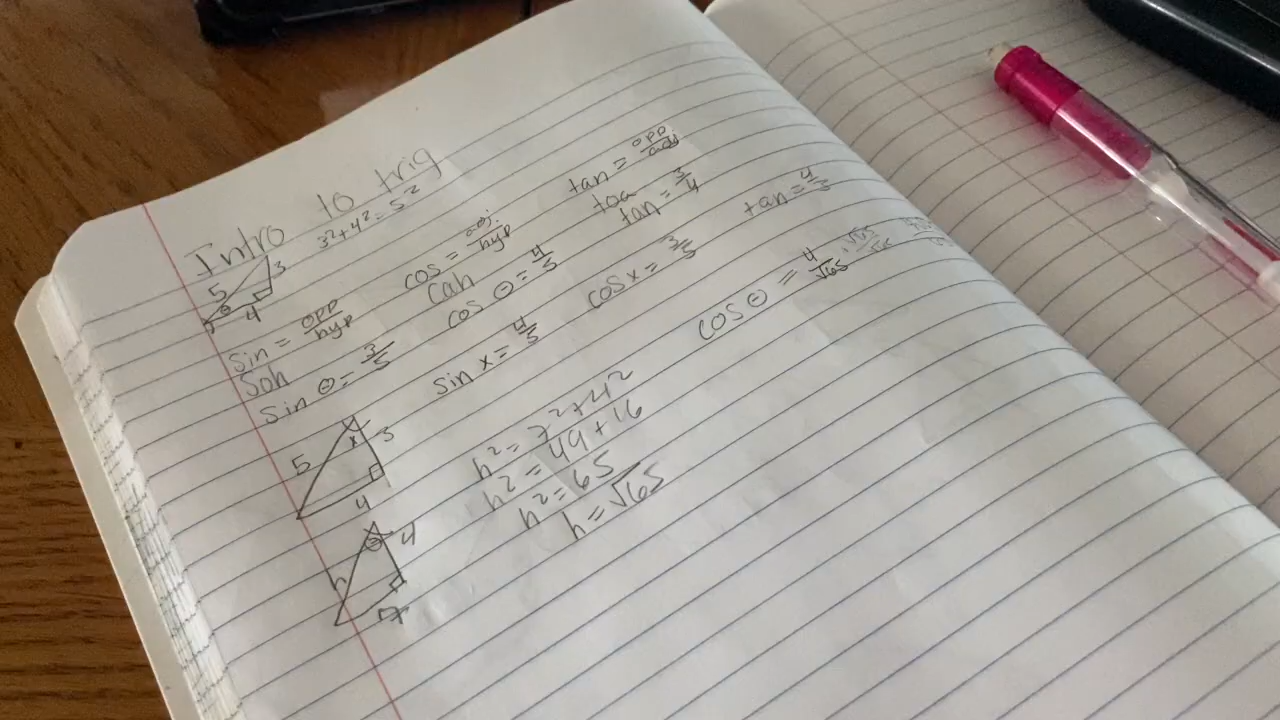 Intro to trig
3²+4²=5²
5 3
θ 4
sin = opp/hyp cos = adj./hyp tan = opp/adj.
Soh Cah toa
sin θ = 3/5 cos θ = 4/5 tan = 3/4
sin x = 4/5 cos x = 3/5 tan = 4/3
x 3
5
4
h² = 7²+4² cos θ = 4/√65 · √65/√65
h² = 49+16
h² = 65
h = √65
θ 4
h
7